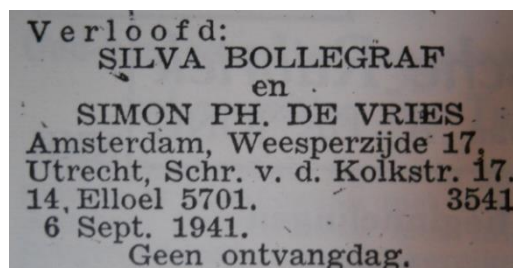 Verloofd:
SILVA BOLLEGRAF
en
SIMON PH. DE VRIES
Amsterdam, Weesperzijde 17.
Utrecht, Schr. v. d. Kolkstr. 17.
14 Elloel 5701. 3541
6 Sept. 1941.
Geen ontvangdag.